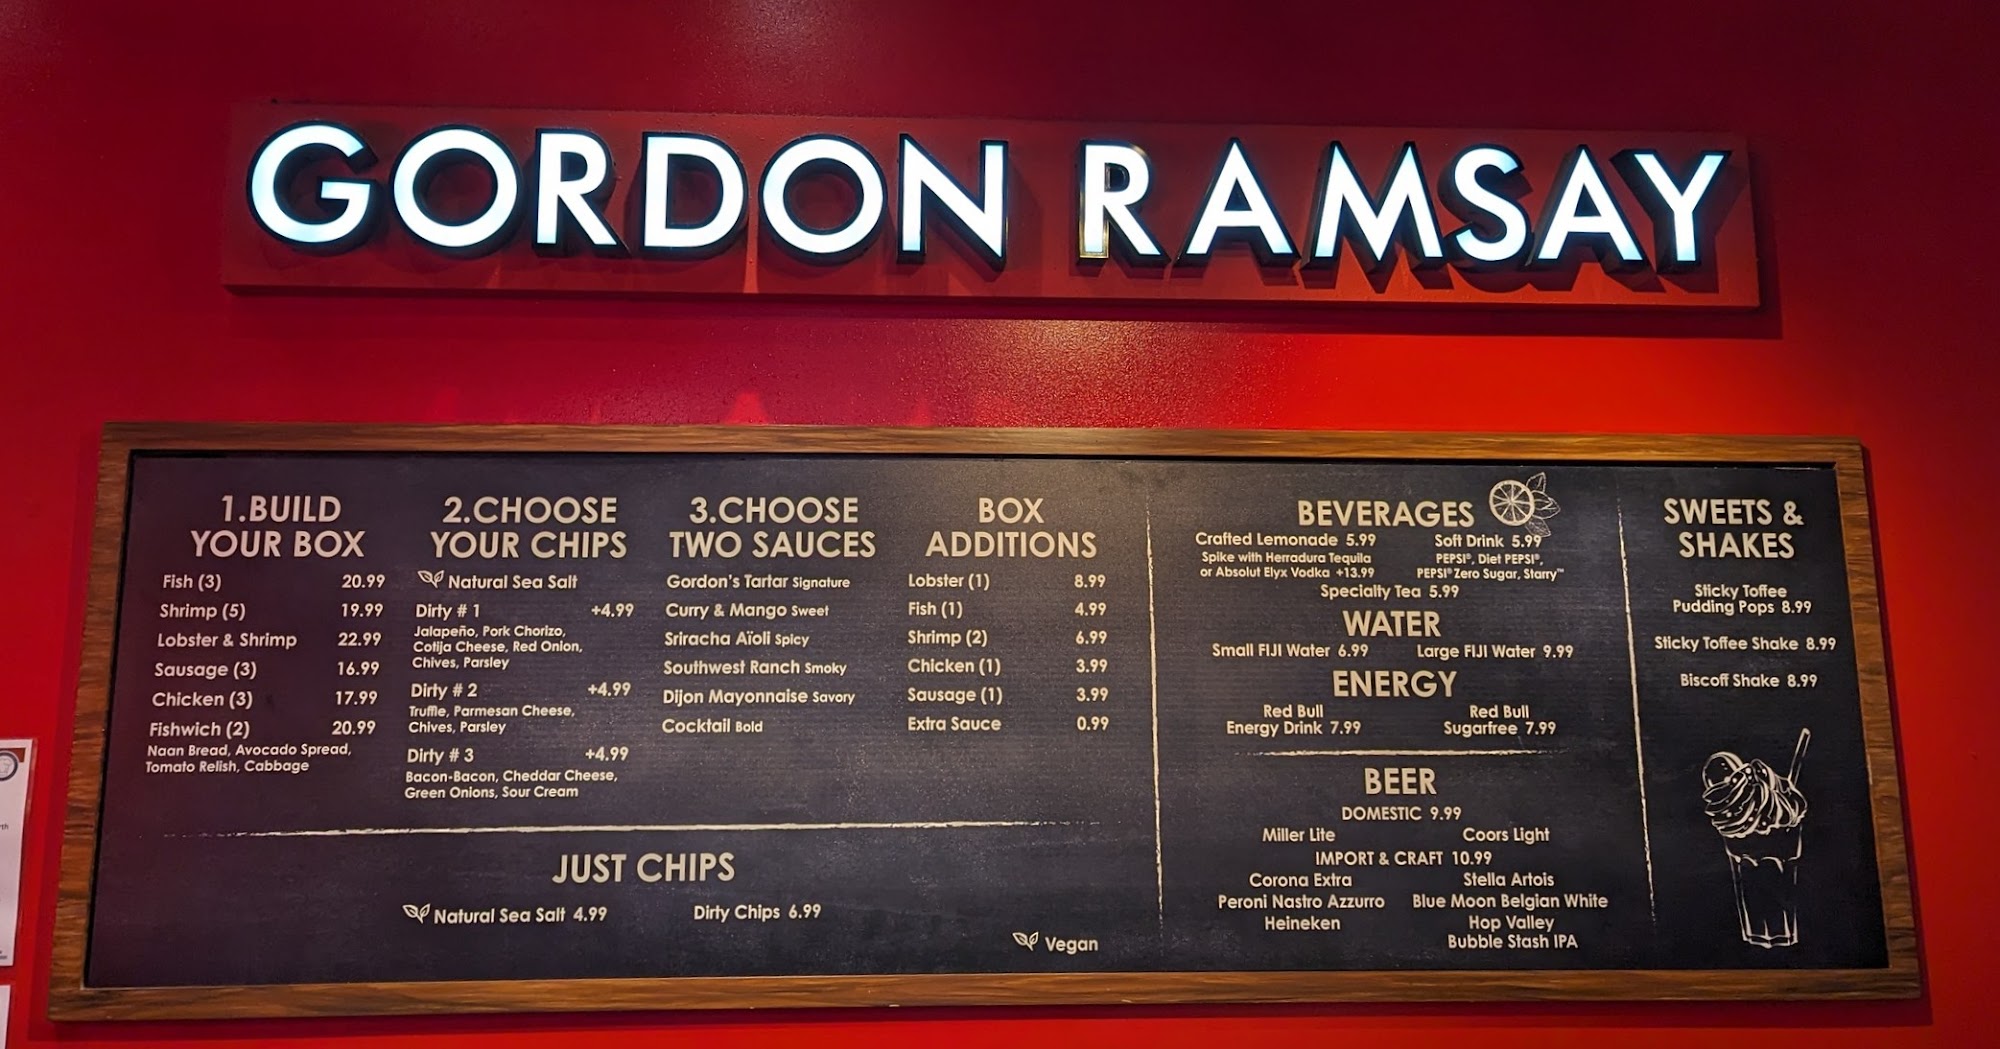 GORDON RAMSAY
1.BUILD
YOUR BOX
Fish (3) 20.99
Shrimp (5) 19.99
Lobster & Shrimp 22.99
Sausage (3) 16.99
Chicken (3) 17.99
Fishwich (2) 20.99
Naan Bread, Avocado Spread,
Tomato Relish, Cabbage
2.CHOOSE
YOUR CHIPS
Natural Sea Salt
Dirty # 1 +4.99
Jalapeño, Pork Chorizo,
Cotija Cheese, Red Onion,
Chives, Parsley
Dirty # 2 +4.99
Truffle, Parmesan Cheese,
Chives, Parsley
Dirty # 3 +4.99
Bacon-Bacon, Cheddar Cheese,
Green Onions, Sour Cream
3.CHOOSE
TWO SAUCES
Gordon's Tartar Signature
Curry & Mango Sweet
Sriracha Aïoli Spicy
Southwest Ranch Smoky
Dijon Mayonnaise Savory
Cocktail Bold
BOX
ADDITIONS
Lobster (1) 8.99
Fish (1) 4.99
Shrimp (2) 6.99
Chicken (1) 3.99
Sausage (1) 3.99
Extra Sauce 0.99
JUST CHIPS
Natural Sea Salt 4.99 Dirty Chips 6.99
Vegan
BEVERAGES
Crafted Lemonade 5.99
Spike with Herradura Tequila
or Absolut Elyx Vodka +13.99
Soft Drink 5.99
PEPSI®, Diet PEPSI®,
PEPSI® Zero Sugar, Starry™
Specialty Tea 5.99
WATER
Small FIJI Water 6.99 Large FIJI Water 9.99
ENERGY
Red Bull
Energy Drink 7.99
Red Bull
Sugarfree 7.99
BEER
DOMESTIC 9.99
Miller Lite Coors Light
IMPORT & CRAFT 10.99
Corona Extra Stella Artois
Peroni Nastro Azzurro Blue Moon Belgian White
Heineken Hop Valley
Bubble Stash IPA
SWEETS &
SHAKES
Sticky Toffee
Pudding Pops 8.99
Sticky Toffee Shake 8.99
Biscoff Shake 8.99